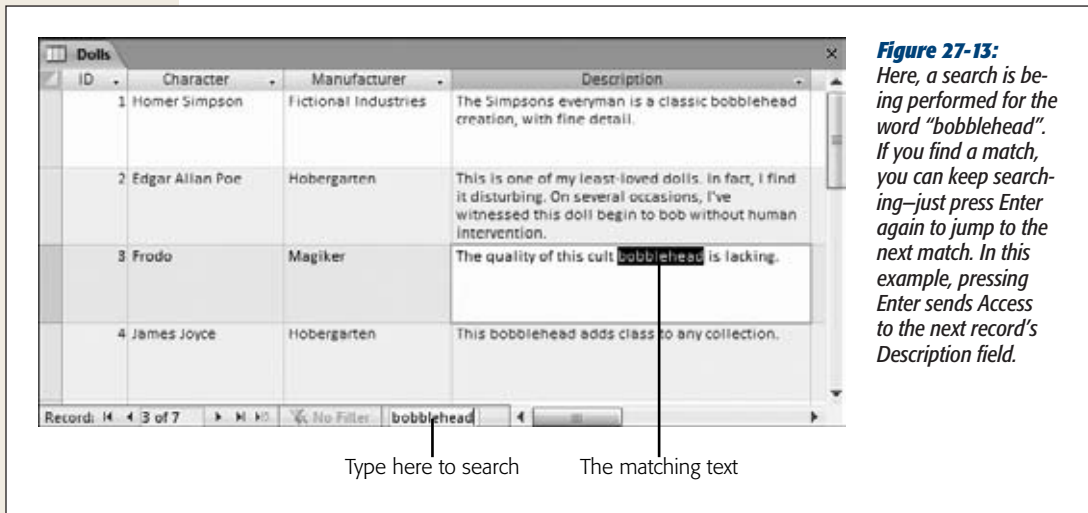 Dolls
ID Character Manufacturer Description
1 Homer Simpson Fictional Industries The Simpsons everyman is a classic bobblehead
creation, with fine detail.
2 Edgar Allan Poe Hobergarten This is one of my least-loved dolls. In fact, I find
it disturbing. On several occasions, I've
witnessed this doll begin to bob without human
intervention.
3 Frodo Magiker The quality of this cult bobblehead is lacking.
4 James Joyce Hobergarten This bobblehead adds class to any collection.
Record: 3 of 7 No Filter bobblehead
Type here to search The matching text
Figure 27-13:
Here, a search is be-
ing performed for the
word “bobblehead”.
If you find a match,
you can keep search-
ing—just press Enter
again to jump to the
next match. In this
example, pressing
Enter sends Access
to the next record’s
Description field.